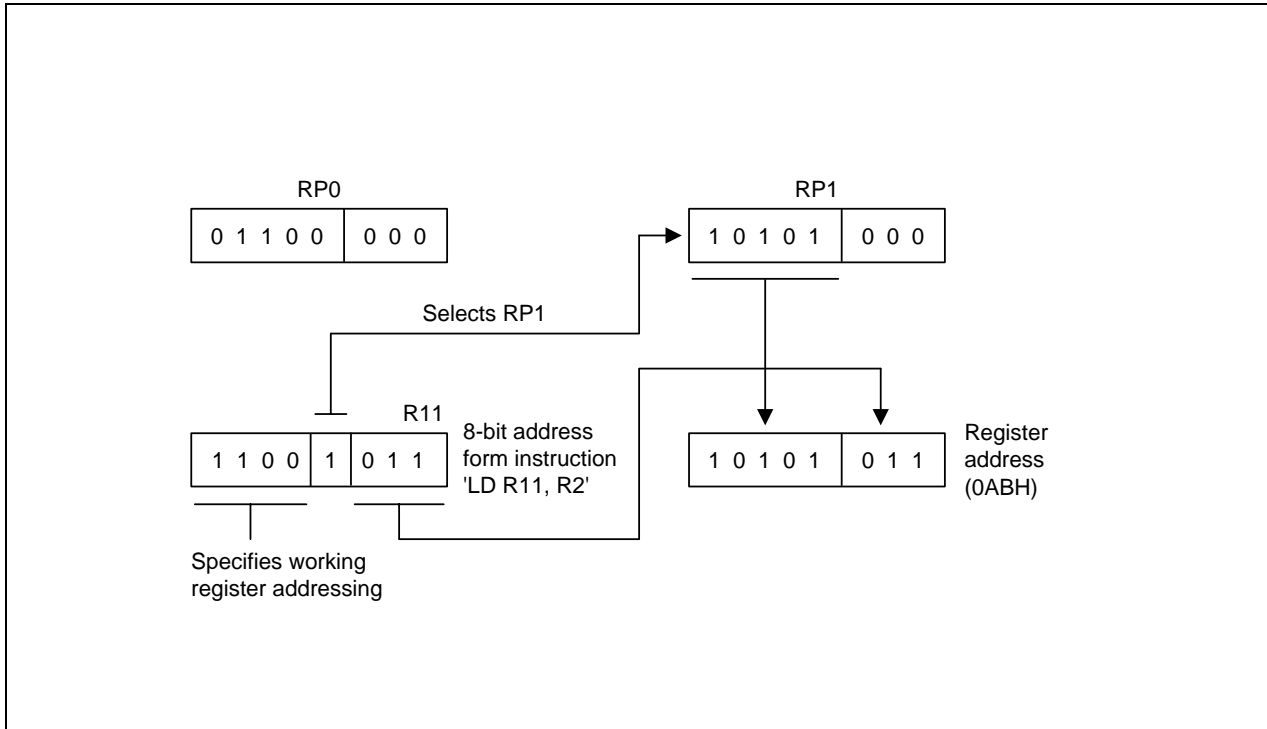 RP0
RP1
0 1 1 0 0 0 0 0
1 0 1 0 1 0 0 0
Selects RP1
R11
1 1 0 0 1 0 1 1
8-bit address
form instruction
'LD R11, R2'
1 0 1 0 1 0 1 1
Register
address
(0ABH)
Specifies working
register addressing